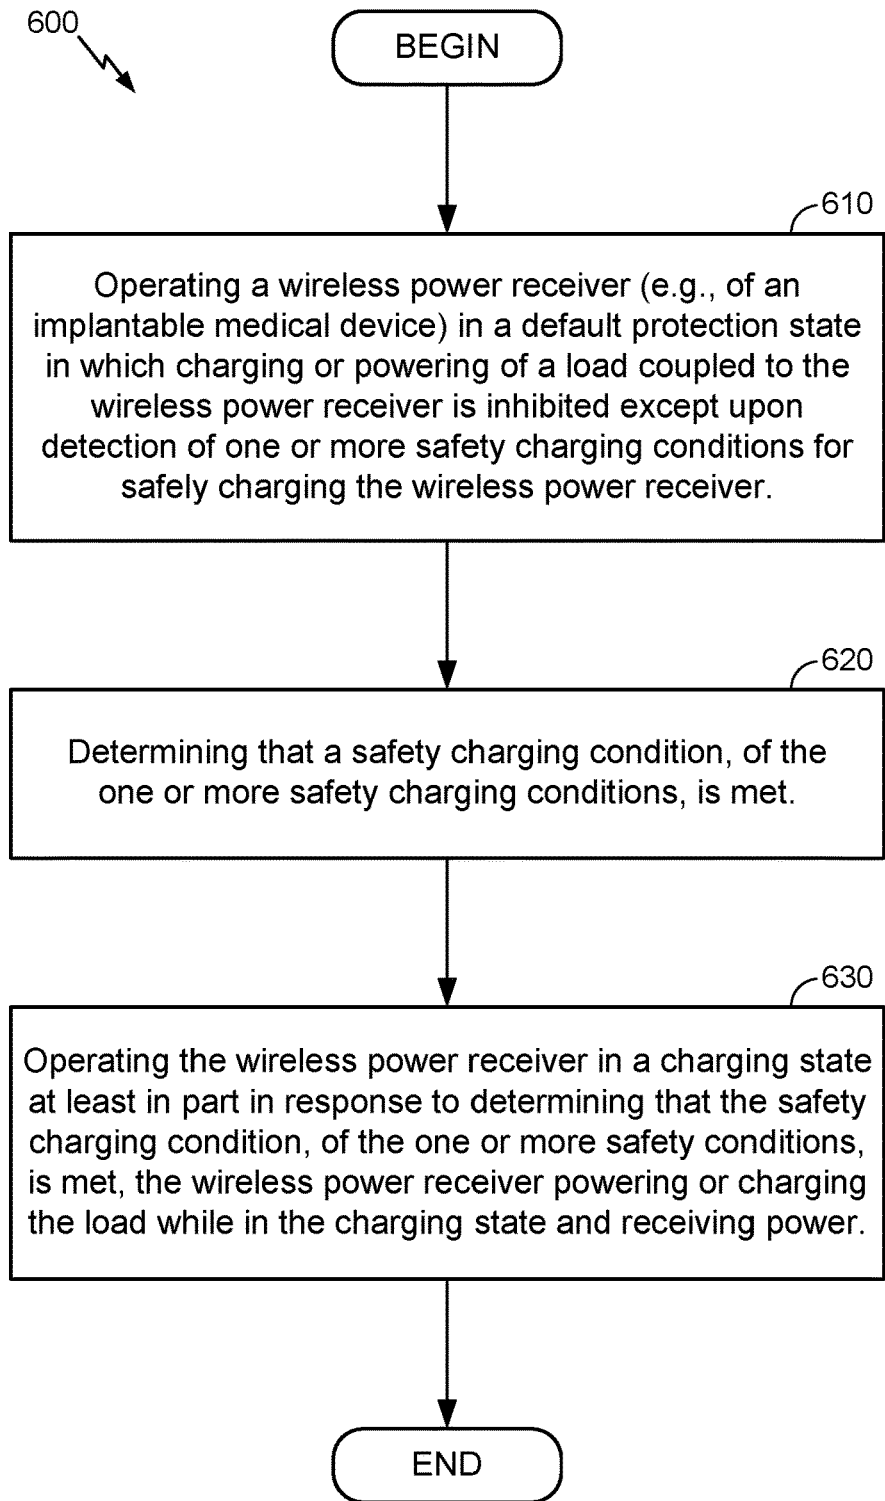 600
BEGIN
610
Operating a wireless power receiver (e.g., of an
implantable medical device) in a default protection state
in which charging or powering of a load coupled to the
wireless power receiver is inhibited except upon
detection of one or more safety charging conditions for
safely charging the wireless power receiver.
620
Determining that a safety charging condition, of the
one or more safety charging conditions, is met.
630
Operating the wireless power receiver in a charging state
at least in part in response to determining that the safety
charging condition, of the one or more safety conditions,
is met, the wireless power receiver powering or charging
the load while in the charging state and receiving power.
END